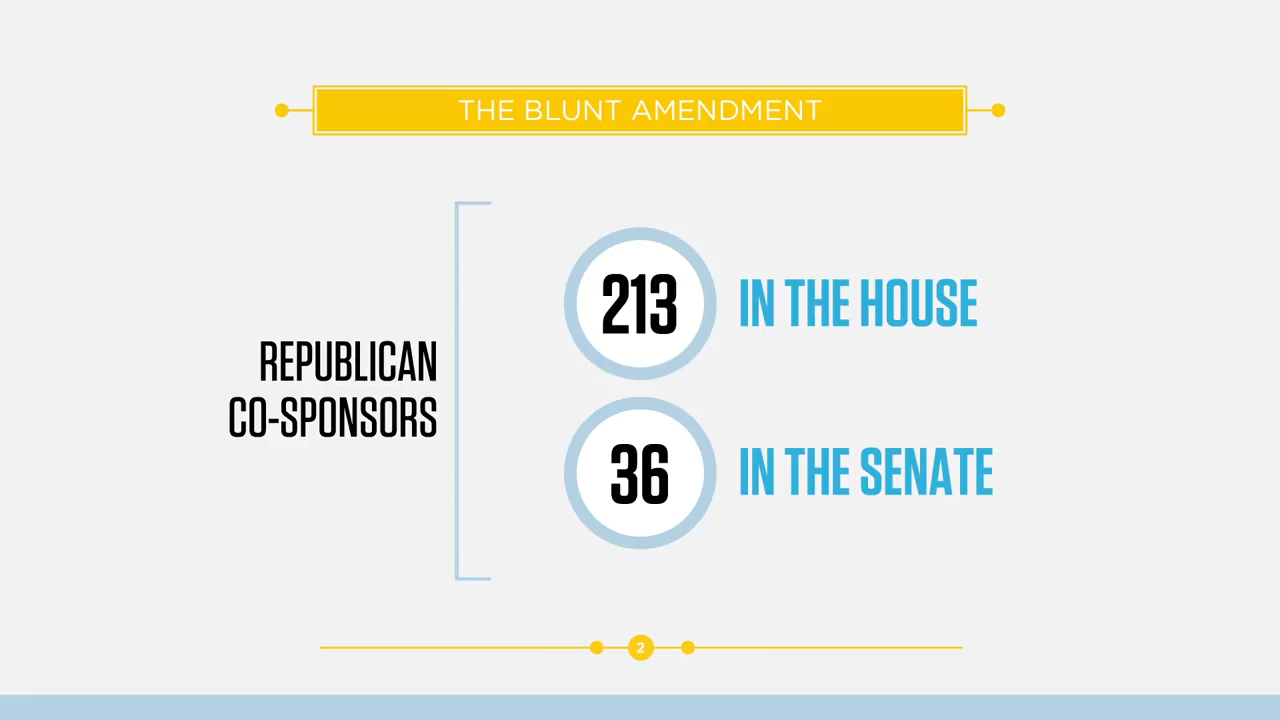 THE BLUNT AMENDMENT
REPUBLICAN
CO-SPONSORS
213 IN THE HOUSE
36 IN THE SENATE
2